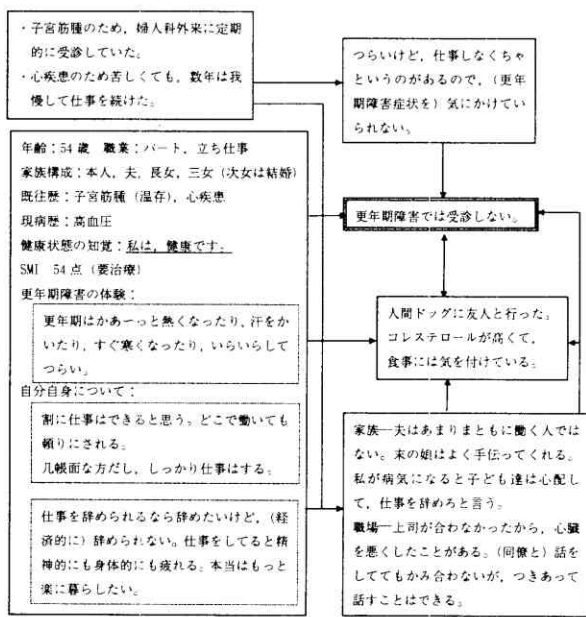 ・子宮筋腫のため，婦人科外来に定期
的に受診していた。
・心疾患のため苦しくても，数年は我
慢して仕事を続けた。
つらいけど，仕事しなくちゃ
というのがあるので，（更年
期障害症状を）気にかけてい
られない。
年齢：54歳　職業：パート，立ち仕事
家族構成：本人，夫，長女，三女（次女は結婚）
既往歴：子宮筋腫（温存），心疾患
現病歴：高血圧
健康状態の知覚：私は，健康です。
SMI　54点（要治療）
更年期障害の体験：
更年期はかあーっと熱くなったり，汗をか
いたり，すぐ寒くなったり，いらいらして
つらい。
自分自身について：
割に仕事はできると思う。どこで働いても
頼りにされる。
几帳面な方だし，しっかり仕事はする。
仕事を辞められるなら辞めたいけど，（経
済的に）辞められない。仕事をしてると精
神的にも身体的にも疲れる。本当はもっと
楽に暮らしたい。
更年期障害では受診しない。
人間ドッグに友人と行った。
コレステロールが高くて，
食事には気を付けている。
家族―夫はあまりまともに働く人では
ない。末の娘はよく手伝ってくれる。
私が病気になると子ども達は心配し
て，仕事を辞めろと言う。
職場―上司が合わなかったから，心臓
を悪くしたことがある。（同僚と）話を
しててもかみ合わないが，つきあって
話すことはできる。